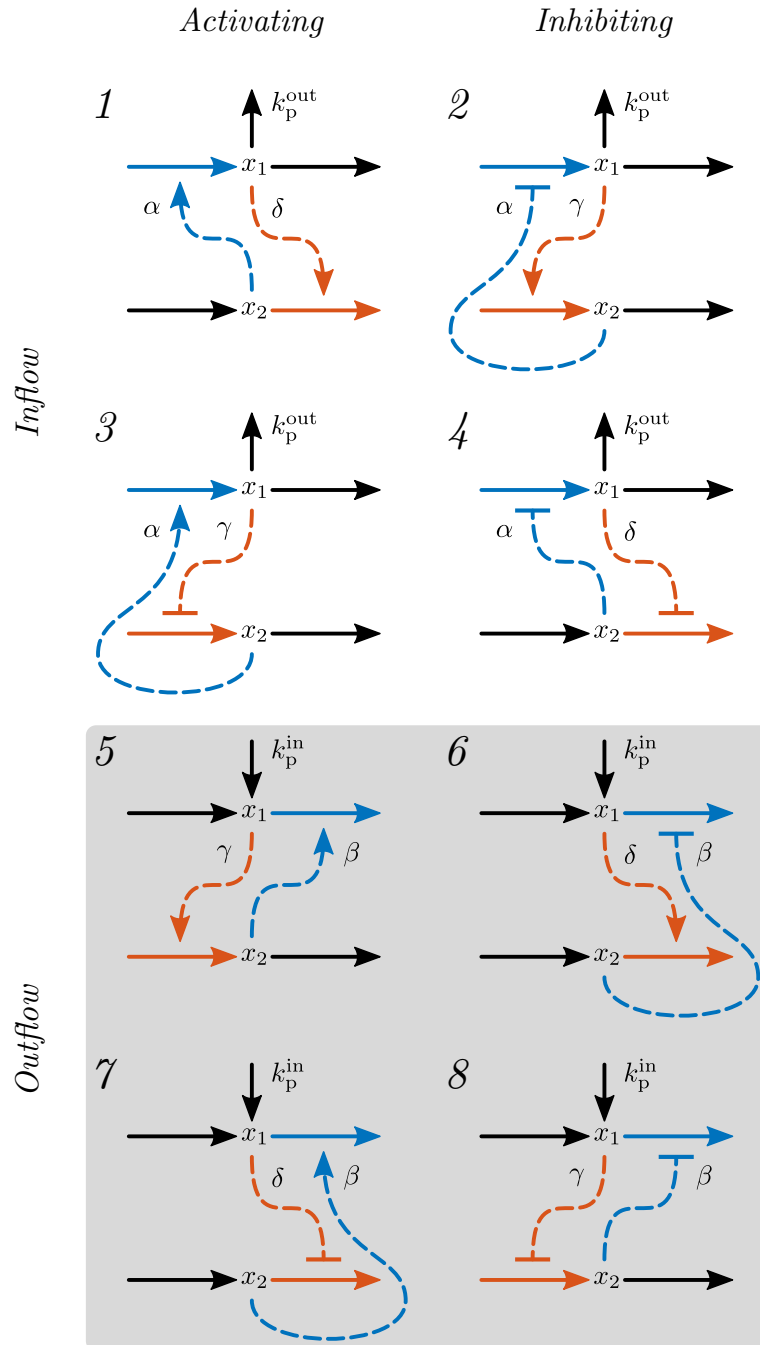 Activating Inhibiting
Inflow
1 k_p^out
x_1
α δ
x_2
2 k_p^out
x_1
α γ
x_2
3 k_p^out
x_1
α γ
x_2
4 k_p^out
x_1
α δ
x_2
Outflow
5 k_p^in
x_1
γ β
x_2
6 k_p^in
x_1
δ β
x_2
7 k_p^in
x_1
δ β
x_2
8 k_p^in
x_1
γ β
x_2